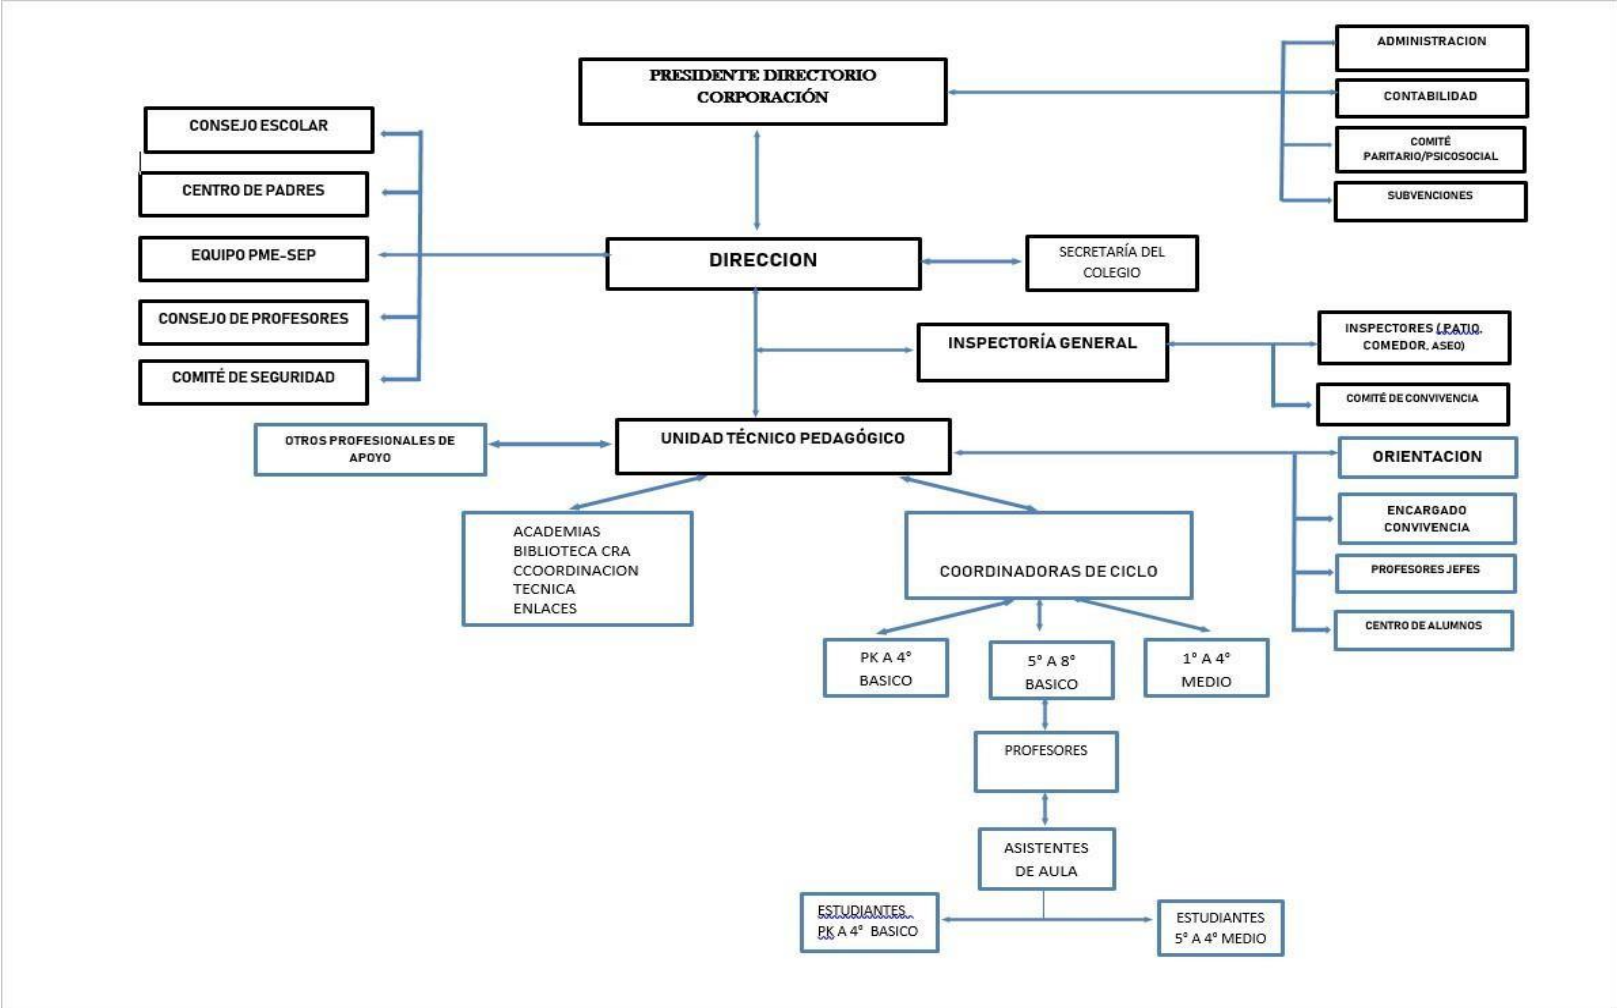 PRESIDENTE DIRECTORIO
CORPORACIÓN
ADMINISTRACION
CONTABILIDAD
COMITÉ
PARITARIO/PSICOSOCIAL
SUBVENCIONES
CONSEJO ESCOLAR
CENTRO DE PADRES
EQUIPO PME-SEP
CONSEJO DE PROFESORES
COMITÉ DE SEGURIDAD
DIRECCION
SECRETARÍA DEL
COLEGIO
INSPECTORÍA GENERAL
INSPECTORES ( PATIO,
COMEDOR, ASEO)
COMITÉ DE CONVIVENCIA
OTROS PROFESIONALES DE
APOYO
UNIDAD TÉCNICO PEDAGÓGICO
ORIENTACION
ENCARGADO
CONVIVENCIA
PROFESORES JEFES
CENTRO DE ALUMNOS
ACADEMIAS
BIBLIOTECA CRA
CCOORDINACION
TECNICA
ENLACES
COORDINADORAS DE CICLO
PK A 4°
BASICO
5° A 8°
BASICO
1° A 4°
MEDIO
PROFESORES
ASISTENTES
DE AULA
ESTUDIANTES
PK A 4° BASICO
ESTUDIANTES
5° A 4° MEDIO